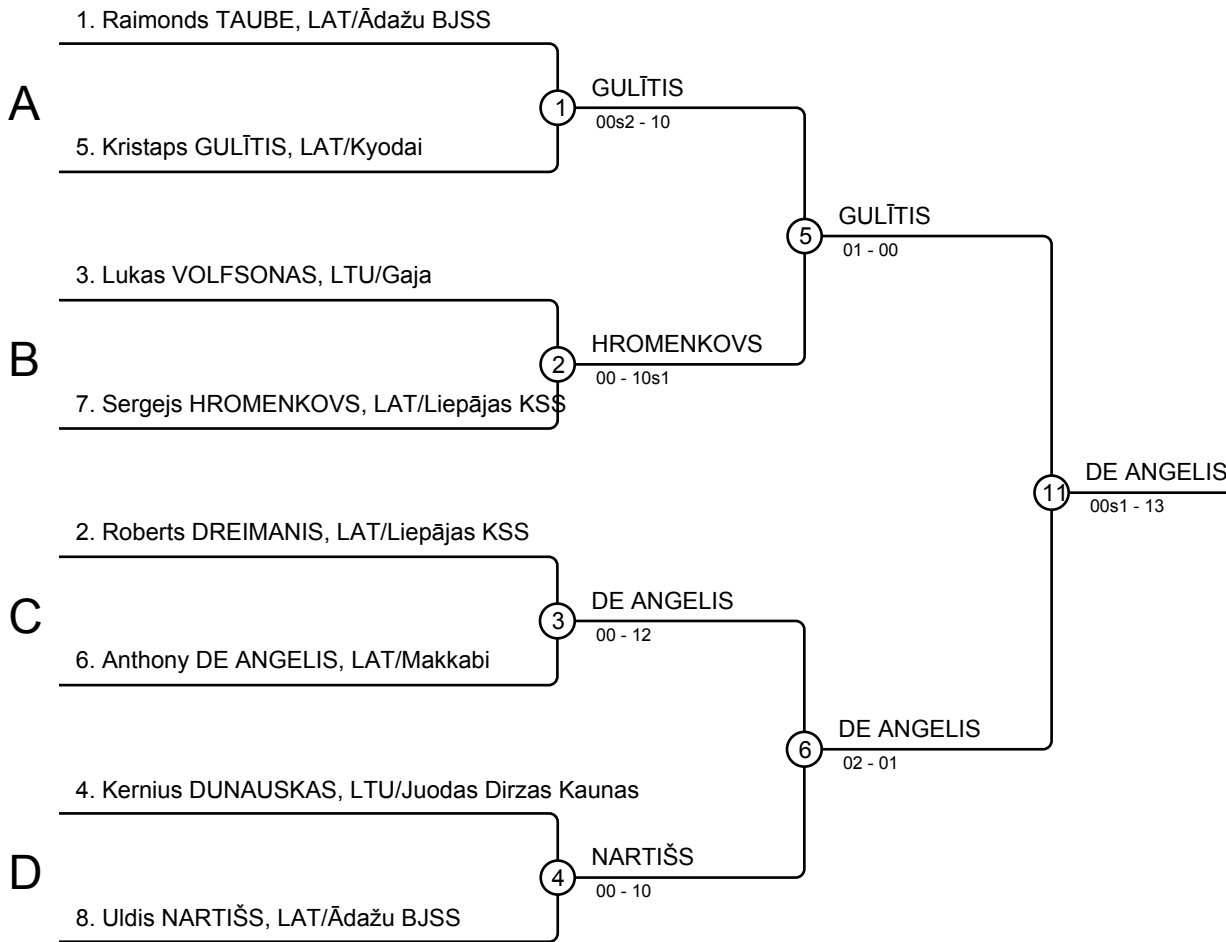 1. Raimonds TAUBE, LAT/Ādažu BJSS
A
1
GULĪTIS
00s2 - 10
5. Kristaps GULĪTIS, LAT/Kyodai
5
GULĪTIS
01 - 00
3. Lukas VOLFSONAS, LTU/Gaja
B
2
HROMENKOVS
00 - 10s1
7. Sergejs HROMENKOVS, LAT/Liepājas KSS
11
DE ANGELIS
00s1 - 13
2. Roberts DREIMANIS, LAT/Liepājas KSS
C
3
DE ANGELIS
00 - 12
6. Anthony DE ANGELIS, LAT/Makkabi
6
DE ANGELIS
02 - 01
4. Kernius DUNAUSKAS, LTU/Juodas Dirzas Kaunas
D
4
NARTIŠS
00 - 10
8. Uldis NARTIŠS, LAT/Ādažu BJSS